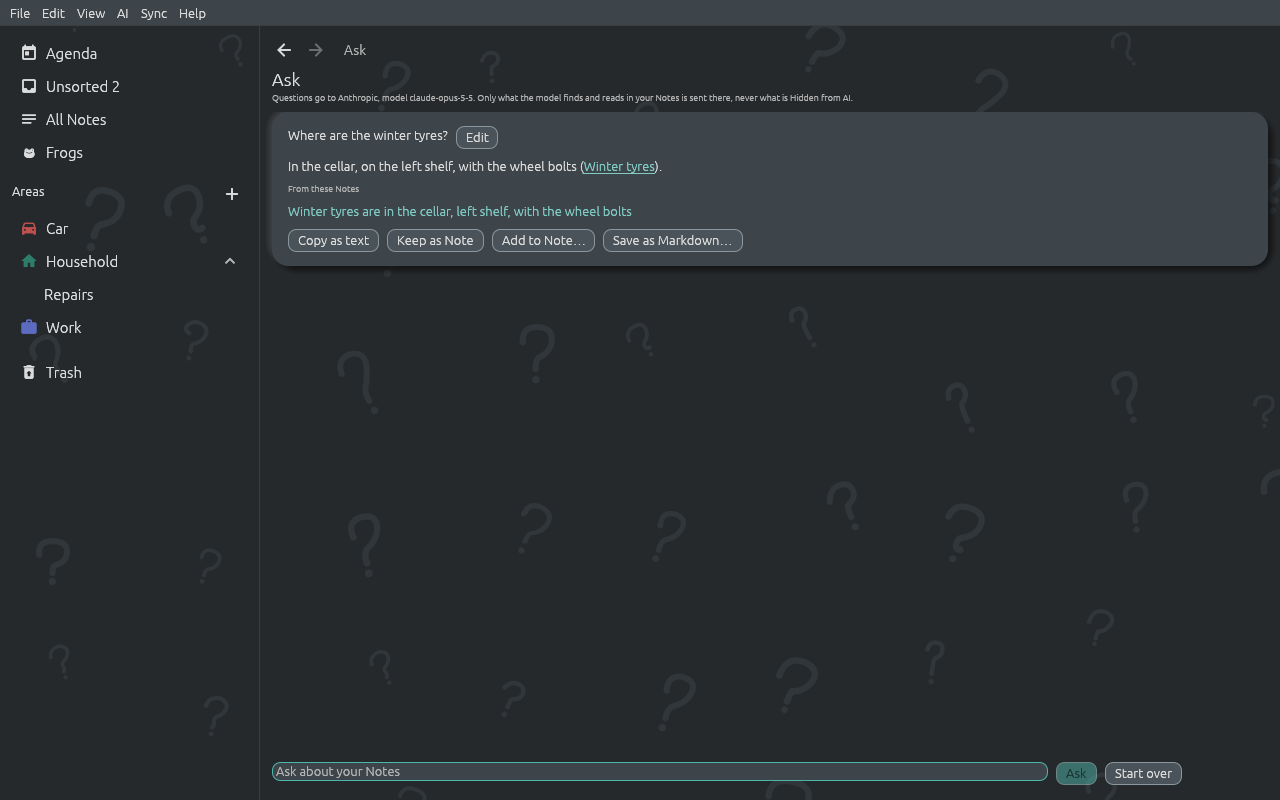 File Edit View AI Sync Help
Agenda
Unsorted 2
All Notes
Frogs
Areas
Car
Household
Repairs
Work
Trash
Ask
Ask
Questions go to Anthropic, model claude-opus-5-5. Only what the model finds and reads in your Notes is sent there, never what is Hidden from AI.
Where are the winter tyres? Edit
In the cellar, on the left shelf, with the wheel bolts (Winter tyres).
From these Notes
Winter tyres are in the cellar, left shelf, with the wheel bolts
Copy as text Keep as Note Add to Note… Save as Markdown…
Ask about your Notes Ask Start over